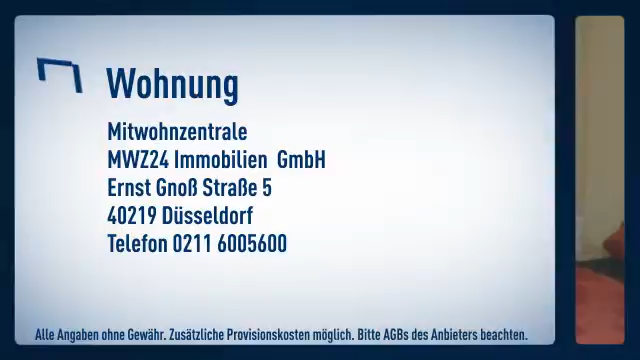 Wohnung
Mitwohnzentrale
MWZ24 Immobilien GmbH
Ernst Gnoß Straße 5
40219 Düsseldorf
Telefon 0211 6005600
Alle Angaben ohne Gewähr. Zusätzliche Provisionskosten möglich. Bitte AGBs des Anbieters beachten.